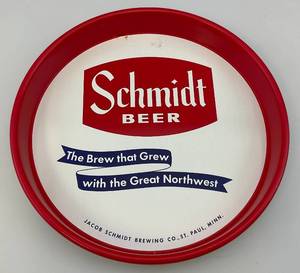 Schmidt
BEER
The Brew that Grew
with the Great Northwest
JACOB SCHMIDT BREWING CO., ST. PAUL, MINN.